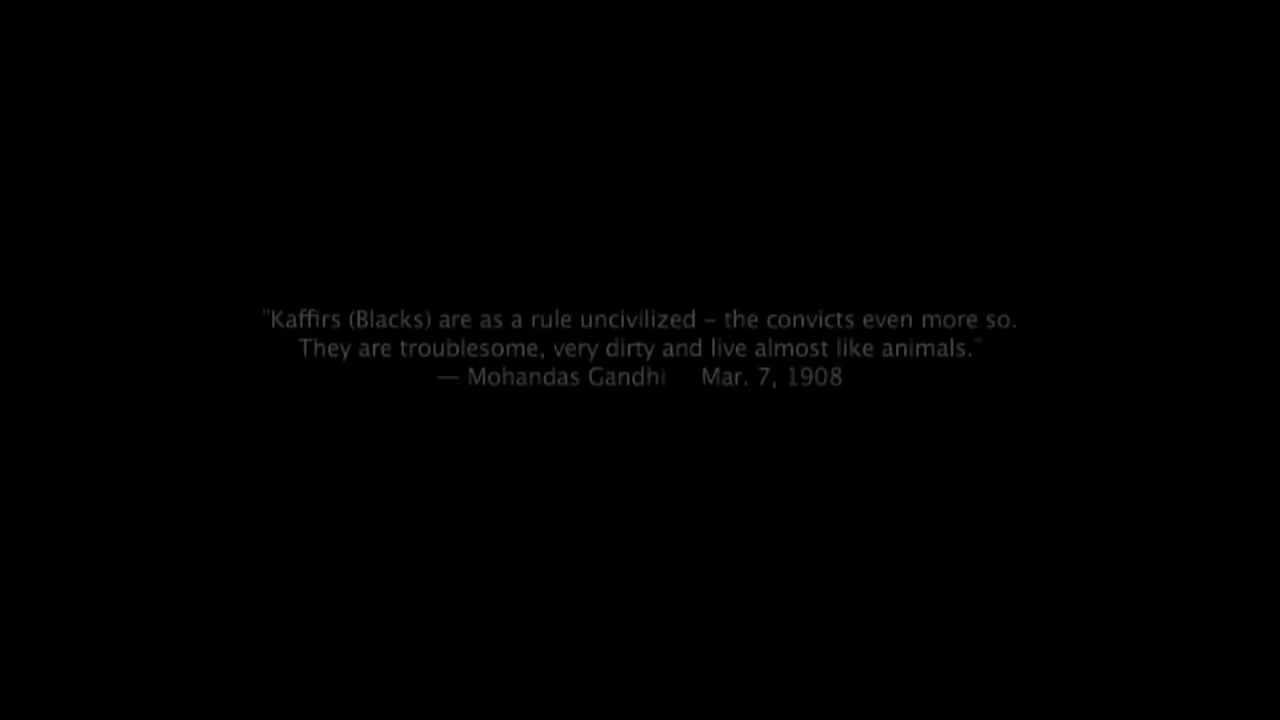 "Kaffirs (Blacks) are as a rule uncivilized – the convicts even more so.
They are troublesome, very dirty and live almost like animals."
— Mohandas Gandhi Mar. 7, 1908